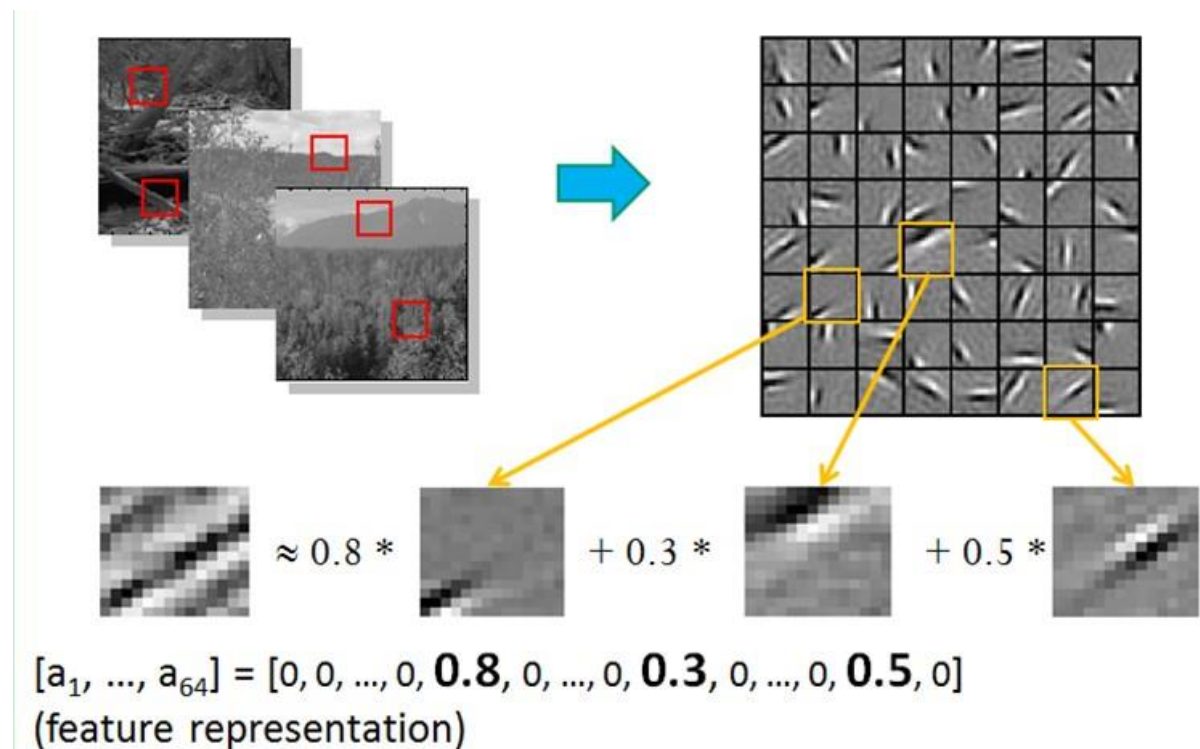 ≈ 0.8 * + 0.3 * + 0.5 *
[a₁, ..., a₆₄] = [0, 0, ..., 0, 0.8, 0, ..., 0, 0.3, 0, ..., 0, 0.5, 0]
(feature representation)